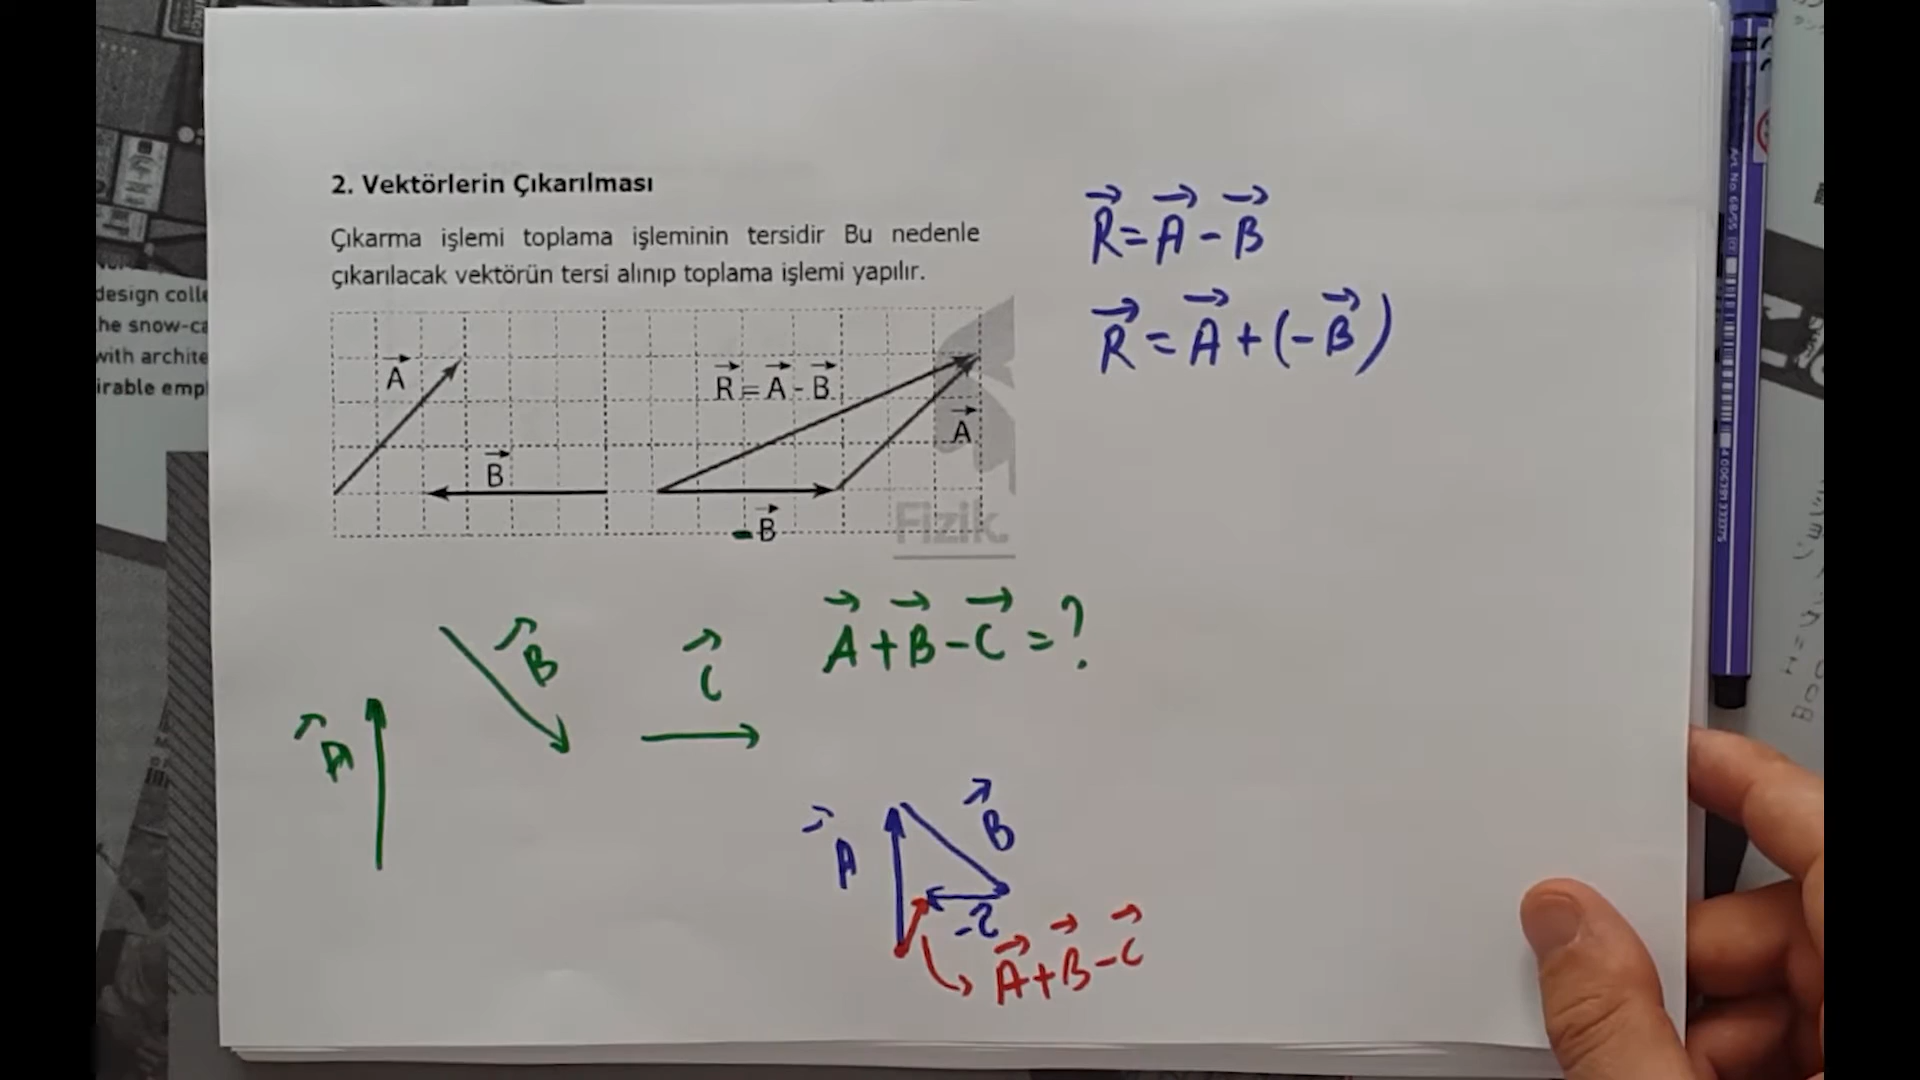 2. Vektörlerin Çıkarılması
Çıkarma işlemi toplama işleminin tersidir Bu nedenle
çıkarılacak vektörün tersi alınıp toplama işlemi yapılır.
A
B
R = A - B
A
-B
Fizik.
R = A - B
R = A + (-B)
A
B
C
A + B - C = ?
A
B
-C
A + B - C
design colle
he snow-ca
with archite
irable emp